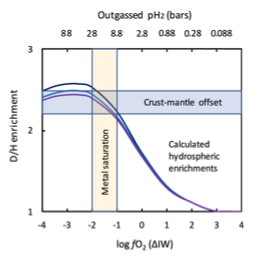 Outgassed pH2 (bars)
88 28 8.8 2.8 0.88 0.28 0.088
3
2
1
D/H enrichment
Metal saturation
Crust-mantle offset
Calculated
hydrospheric
enrichments
-4 -3 -2 -1 0 1 2 3 4
log fO2 (ΔIW)